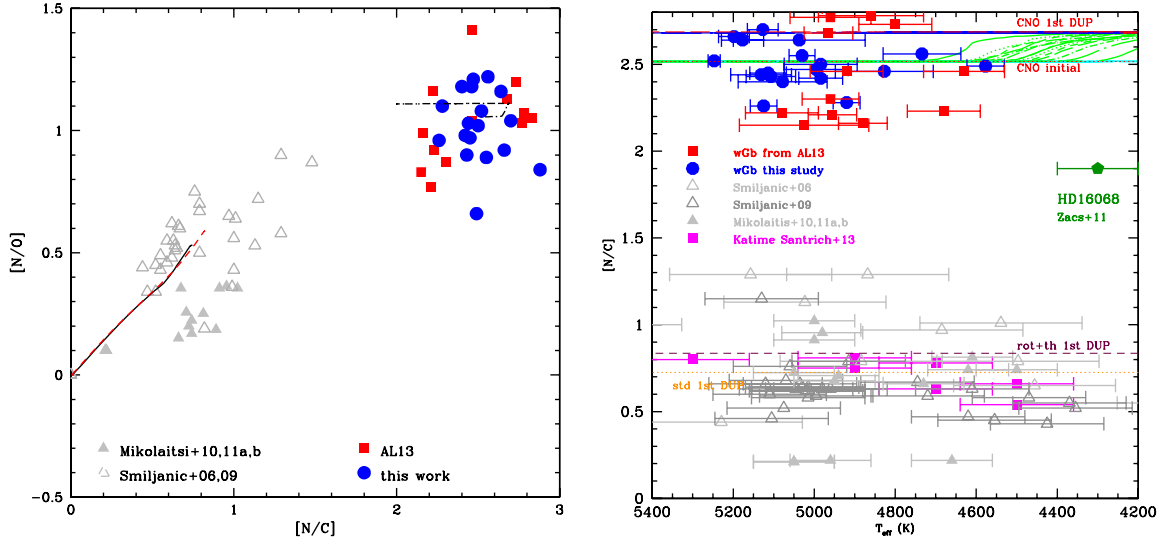 1.5
1
0.5
0
-0.5
[N/O]
0
1
2
3
[N/C]
Mikolaitsi+10,11a,b
Smiljanic+06,09
AL13
this work
2.5
2
1.5
1
0.5
0
[N/C]
CNO 1st DUP
CNO initial
wGb from AL13
wGb this study
Smiljanic+06
Smiljanic+09
Mikolaitis+10,11a,b
Katime Santrich+13
HD16068
Zacs+11
rot+th 1st DUP
std 1st DUP
5400
5200
5000
4800
4600
4400
4200
Teff (K)